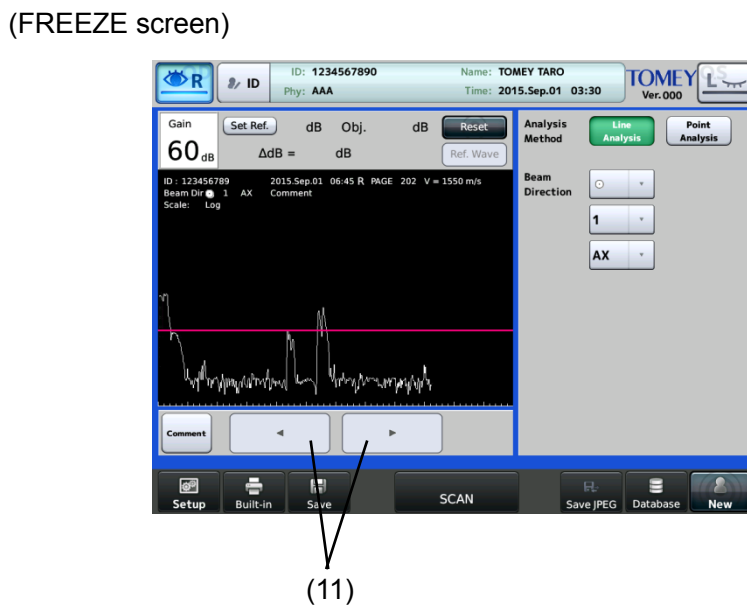 (FREEZE screen)
R
ID
ID: 1234567890
Name: TOMEY TARO
Phy: AAA
Time: 2015.Sep.01 03:30
TOMEY
Ver. 000
L
Gain
60 dB
Set Ref.
dB Obj. dB
Reset
ΔdB = dB
Ref. Wave
Analysis Method
Line Analysis
Point Analysis
ID : 123456789 2015.Sep.01 06:45 R PAGE 202 V = 1550 m/s
Beam Dir 1 AX Comment
Scale: Log
Beam Direction
1
AX
Comment
Setup
Built-in
Save
SCAN
Save JPEG
Database
New
(11)